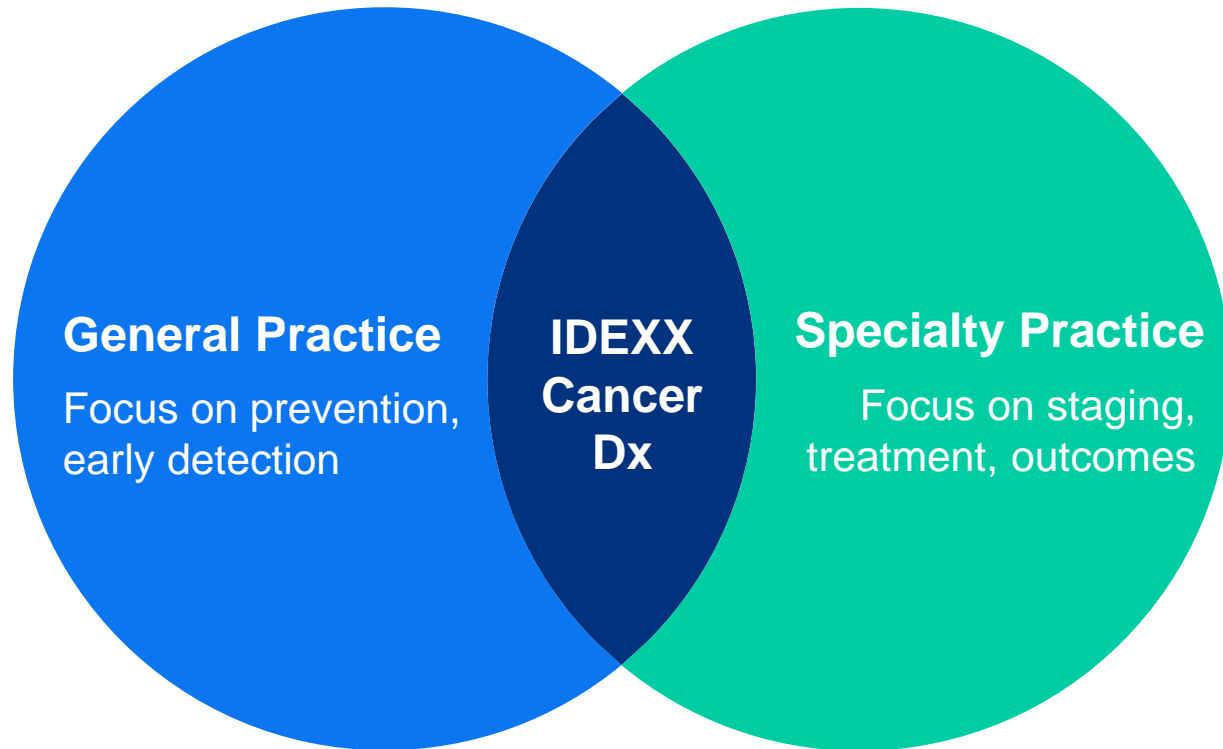 General Practice
Focus on prevention,
early detection
IDEXX
Cancer
Dx
Specialty Practice
Focus on staging,
treatment, outcomes